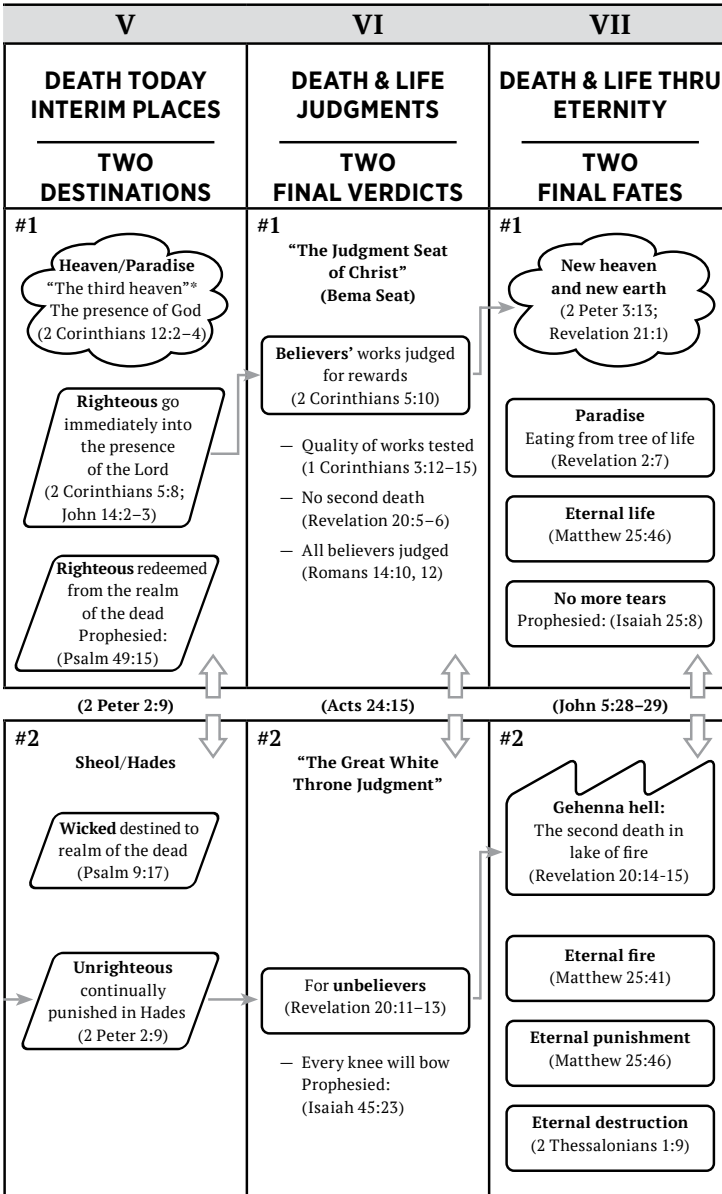 V
DEATH TODAY
INTERIM PLACES
TWO
DESTINATIONS
#1
Heaven/Paradise
“The third heaven”*
The presence of God
(2 Corinthians 12:2–4)
Righteous go
immediately into
the presence
of the Lord
(2 Corinthians 5:8;
John 14:2–3)
Righteous redeemed
from the realm
of the dead
Prophesied:
(Psalm 49:15)
(2 Peter 2:9)
#2
Sheol/Hades
Wicked destined to
realm of the dead
(Psalm 9:17)
Unrighteous
continually
punished in Hades
(2 Peter 2:9)
VI
DEATH & LIFE
JUDGMENTS
TWO
FINAL VERDICTS
#1
“The Judgment Seat
of Christ”
(Bema Seat)
Believers’ works judged
for rewards
(2 Corinthians 5:10)
— Quality of works tested
(1 Corinthians 3:12–15)
— No second death
(Revelation 20:5–6)
— All believers judged
(Romans 14:10, 12)
(Acts 24:15)
#2
“The Great White
Throne Judgment”
For unbelievers
(Revelation 20:11–13)
— Every knee will bow
Prophesied:
(Isaiah 45:23)
VII
DEATH & LIFE THRU
ETERNITY
TWO
FINAL FATES
#1
New heaven
and new earth
(2 Peter 3:13;
Revelation 21:1)
Paradise
Eating from tree of life
(Revelation 2:7)
Eternal life
(Matthew 25:46)
No more tears
Prophesied: (Isaiah 25:8)
(John 5:28–29)
#2
Gehenna hell:
The second death in
lake of fire
(Revelation 20:14-15)
Eternal fire
(Matthew 25:41)
Eternal punishment
(Matthew 25:46)
Eternal destruction
(2 Thessalonians 1:9)